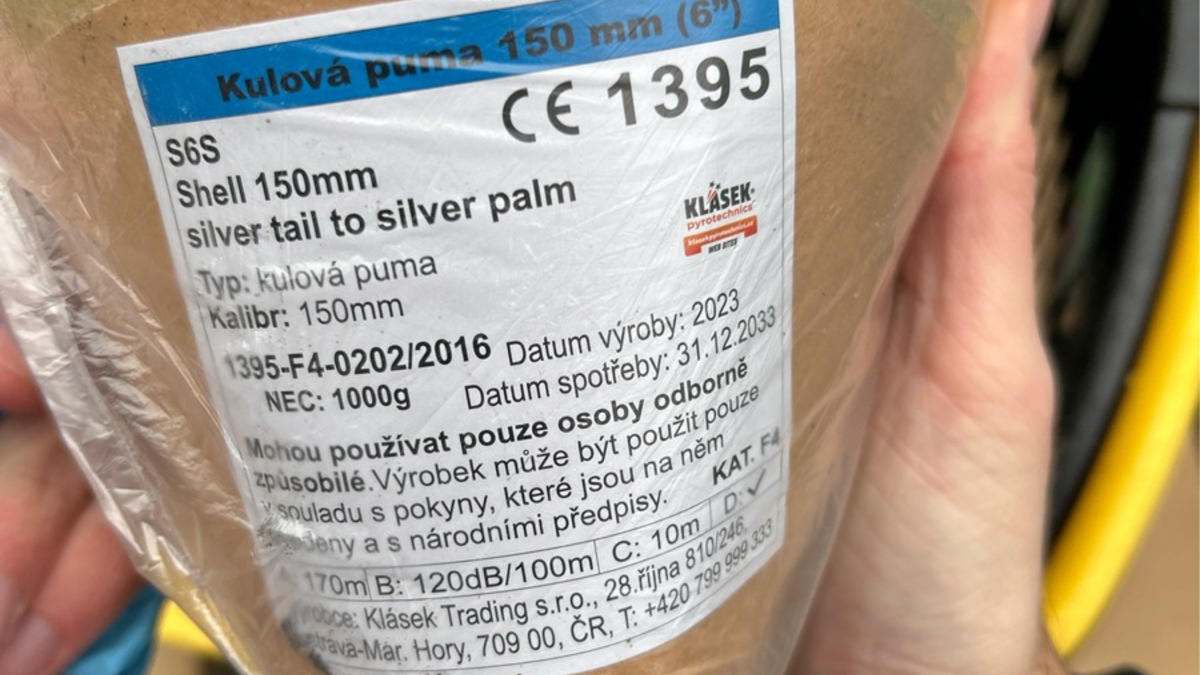 Kulová puma 150 mm (6")
CE 1395
S6S
Shell 150mm
silver tail to silver palm
KLÁSEK
pyrotechnics
klasekpyrotechnics.cz
WEB SITES
Typ: kulová puma
Kalibr: 150mm
1395-F4-0202/2016 Datum výroby: 2023
NEC: 1000g Datum spotřeby: 31.12.2033
Mohou používat pouze osoby odborně
způsobilé.Výrobek může být použit pouze
v souladu s pokyny, které jsou na něm
a s národními předpisy. KAT. F4
170m B: 120dB/100m C: 10m D: ✓
Klásek Trading s.r.o., 28.října 810/246,
Mar. Hory, 709 00, ČR, T: +420 799 999 333